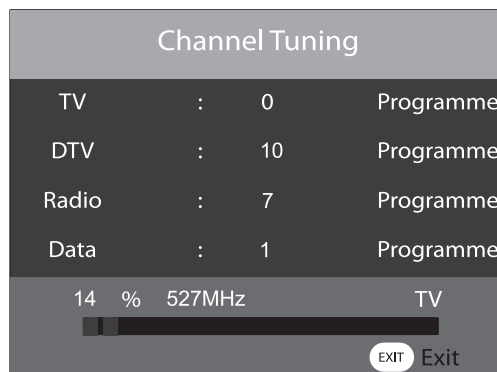 Channel Tuning
TV : 0 Programme
DTV : 10 Programme
Radio : 7 Programme
Data : 1 Programme
14 % 527MHz TV
EXIT Exit